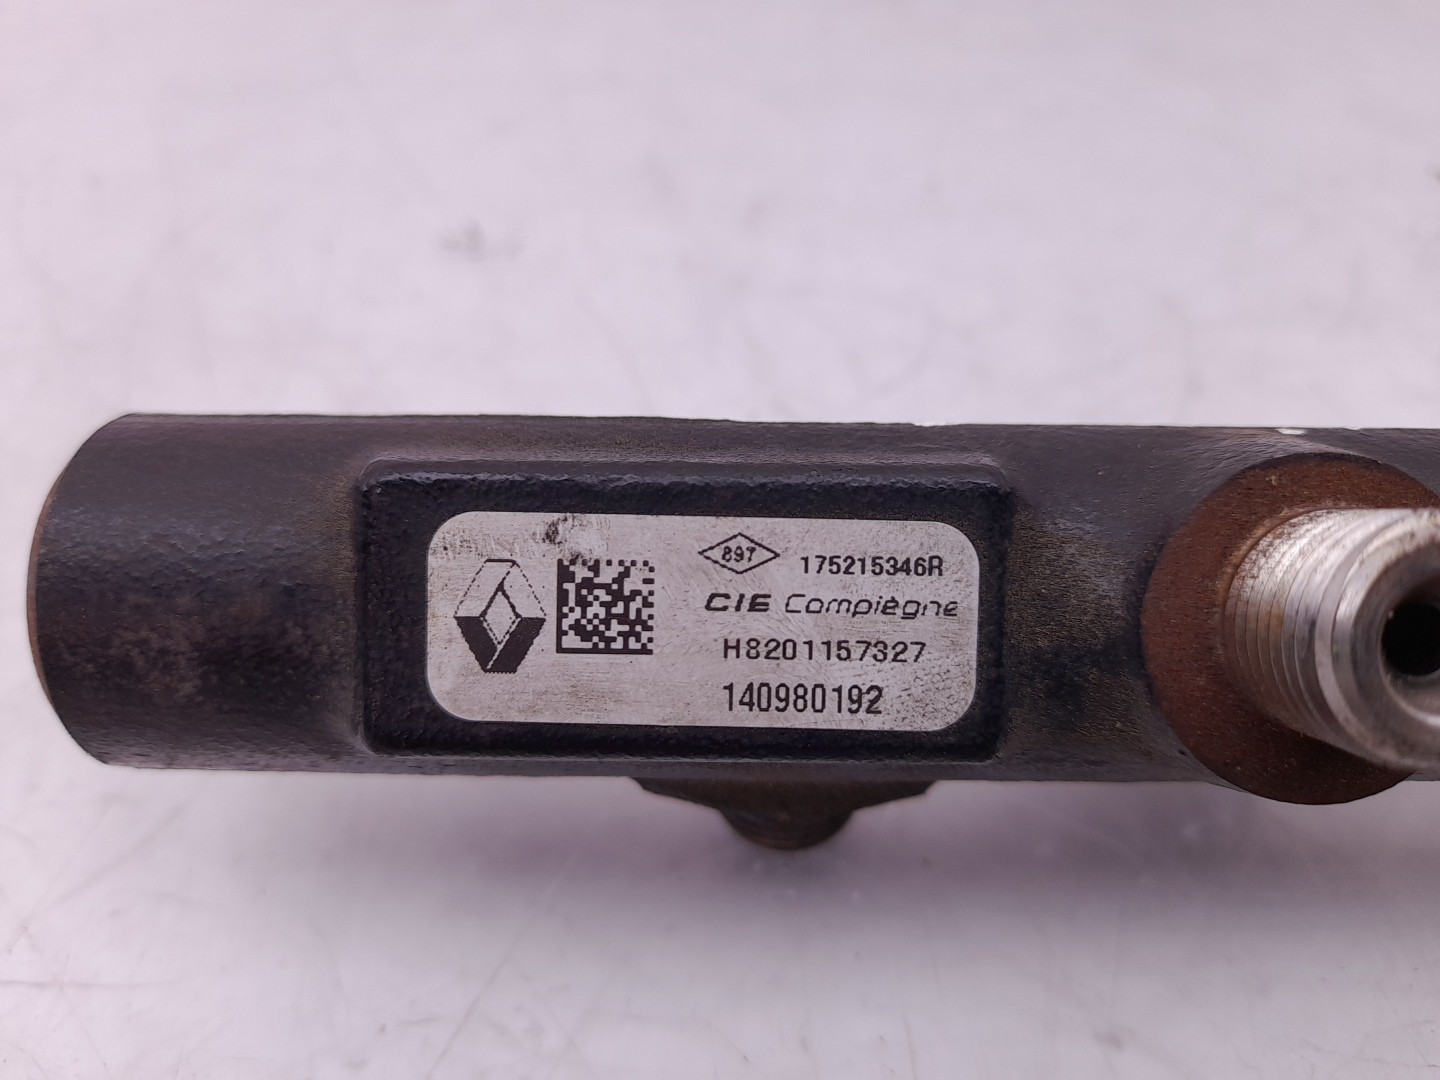 897 175215346R
CIE Compiègne
H8201157327
140980192